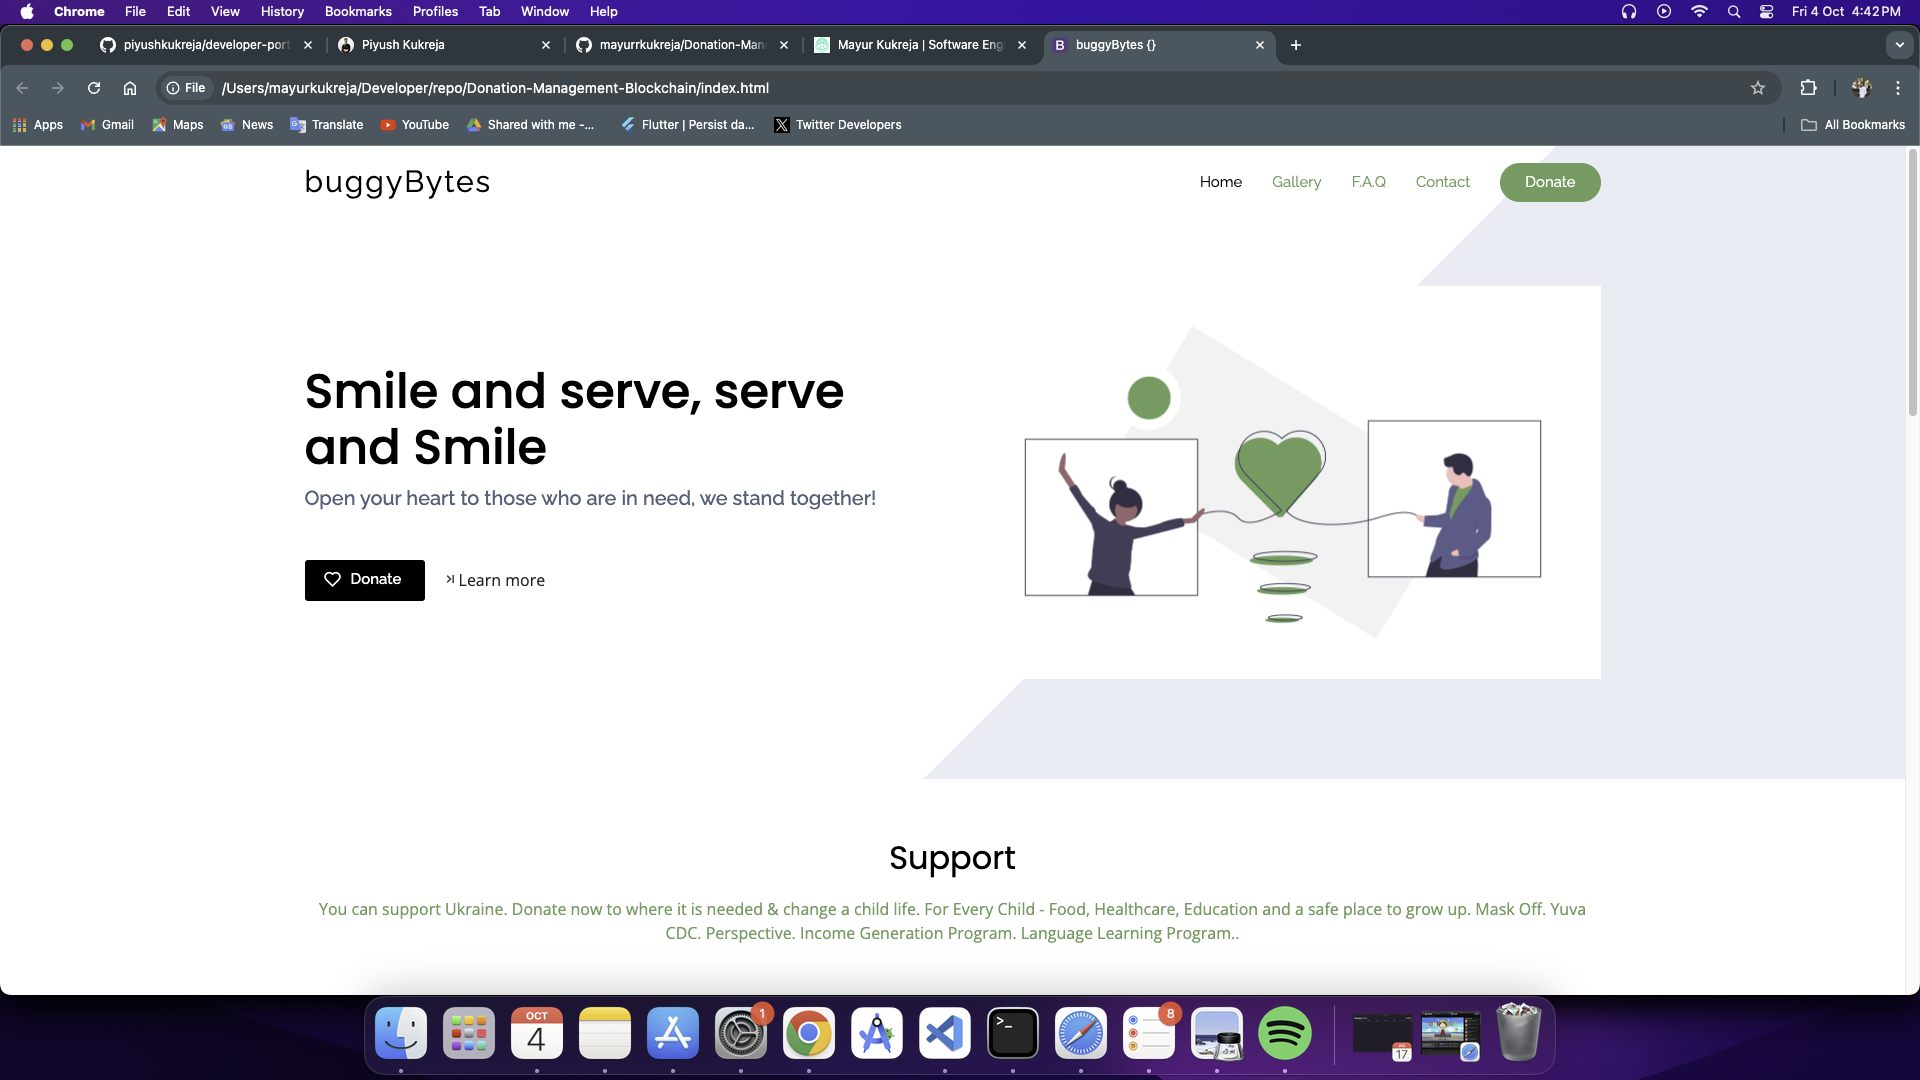 Chrome File Edit View History Bookmarks Profiles Tab Window Help Fri 4 Oct 4:42 PM
piyushkukreja/developer-port Piyush Kukreja mayurrkukreja/Donation-Man Mayur Kukreja | Software Eng B buggyBytes {}
File /Users/mayurkukreja/Developer/repo/Donation-Management-Blockchain/index.html
Apps Gmail Maps News Translate YouTube Shared with me -... Flutter | Persist da... Twitter Developers All Bookmarks
buggyBytes Home Gallery F.A.Q Contact Donate
Smile and serve, serve
and Smile
Open your heart to those who are in need, we stand together!
Donate Learn more
Support
You can support Ukraine. Donate now to where it is needed & change a child life. For Every Child - Food, Healthcare, Education and a safe place to grow up. Mask Off. Yuva
CDC. Perspective. Income Generation Program. Language Learning Program..
OCT 1 8
4 >_ 17